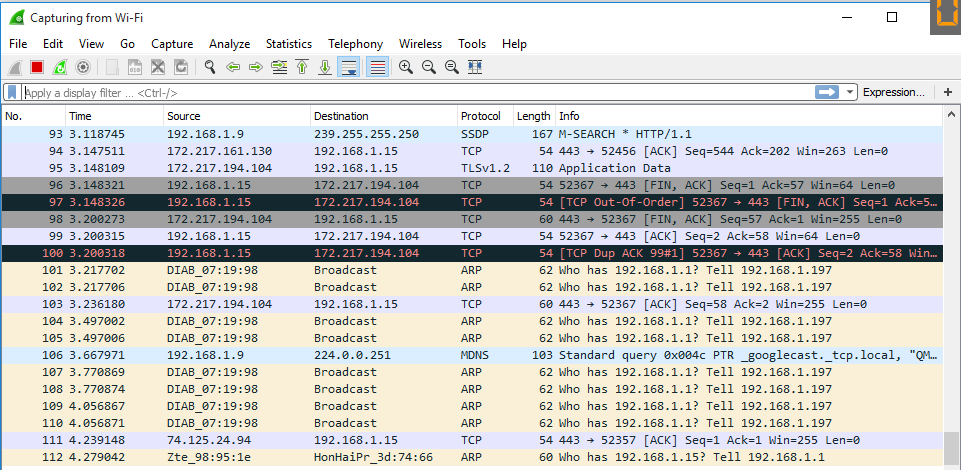 Capturing from Wi-Fi
File Edit View Go Capture Analyze Statistics Telephony Wireless Tools Help
Apply a display filter ... <Ctrl-/> Expression... +
No. Time Source Destination Protocol Length Info
93 3.118745 192.168.1.9 239.255.255.250 SSDP 167 M-SEARCH * HTTP/1.1
94 3.147511 172.217.161.130 192.168.1.15 TCP 54 443 → 52456 [ACK] Seq=544 Ack=202 Win=263 Len=0
95 3.148109 172.217.194.104 192.168.1.15 TLSv1.2 110 Application Data
96 3.148321 192.168.1.15 172.217.194.104 TCP 54 52367 → 443 [FIN, ACK] Seq=1 Ack=57 Win=64 Len=0
97 3.148326 192.168.1.15 172.217.194.104 TCP 54 [TCP Out-Of-Order] 52367 → 443 [FIN, ACK] Seq=1 Ack=5...
98 3.200273 172.217.194.104 192.168.1.15 TCP 60 443 → 52367 [FIN, ACK] Seq=57 Ack=1 Win=255 Len=0
99 3.200315 192.168.1.15 172.217.194.104 TCP 54 52367 → 443 [ACK] Seq=2 Ack=58 Win=64 Len=0
100 3.200318 192.168.1.15 172.217.194.104 TCP 54 [TCP Dup ACK 99#1] 52367 → 443 [ACK] Seq=2 Ack=58 Win...
101 3.217702 DIAB_07:19:98 Broadcast ARP 62 Who has 192.168.1.1? Tell 192.168.1.197
102 3.217706 DIAB_07:19:98 Broadcast ARP 62 Who has 192.168.1.1? Tell 192.168.1.197
103 3.236180 172.217.194.104 192.168.1.15 TCP 60 443 → 52367 [ACK] Seq=58 Ack=2 Win=255 Len=0
104 3.497002 DIAB_07:19:98 Broadcast ARP 62 Who has 192.168.1.1? Tell 192.168.1.197
105 3.497006 DIAB_07:19:98 Broadcast ARP 62 Who has 192.168.1.1? Tell 192.168.1.197
106 3.667971 192.168.1.9 224.0.0.251 MDNS 103 Standard query 0x004c PTR _googlecast._tcp.local, "QM...
107 3.770869 DIAB_07:19:98 Broadcast ARP 62 Who has 192.168.1.1? Tell 192.168.1.197
108 3.770874 DIAB_07:19:98 Broadcast ARP 62 Who has 192.168.1.1? Tell 192.168.1.197
109 4.056867 DIAB_07:19:98 Broadcast ARP 62 Who has 192.168.1.1? Tell 192.168.1.197
110 4.056871 DIAB_07:19:98 Broadcast ARP 62 Who has 192.168.1.1? Tell 192.168.1.197
111 4.239148 74.125.24.94 192.168.1.15 TCP 54 443 → 52357 [ACK] Seq=1 Ack=1 Win=255 Len=0
112 4.279042 Zte_98:95:1e HonHaiPr_3d:74:66 ARP 60 Who has 192.168.1.15? Tell 192.168.1.1